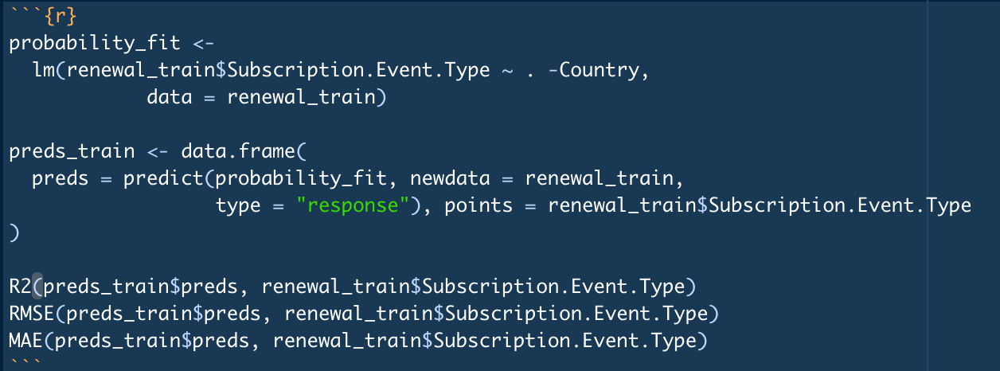 ```{r}
probability_fit <-
  lm(renewal_train$Subscription.Event.Type ~ . -Country,
            data = renewal_train)

preds_train <- data.frame(
  preds = predict(probability_fit, newdata = renewal_train,
                  type = "response"), points = renewal_train$Subscription.Event.Type
)

R2(preds_train$preds, renewal_train$Subscription.Event.Type)
RMSE(preds_train$preds, renewal_train$Subscription.Event.Type)
MAE(preds_train$preds, renewal_train$Subscription.Event.Type)
```